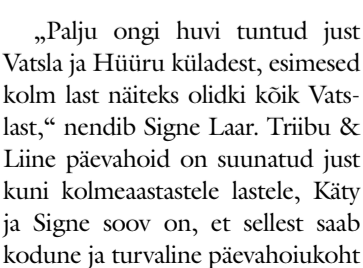 „Palju ongi huvi tuntud just
Vatsla ja Hüüru küladest, esimesed
kolm last näiteks olidki kõik Vats-
last,“ nendib Signe Laar. Triibu &
Liine päevahoid on suunatud just
kuni kolmeaastastele lastele, Käty
ja Signe soov on, et sellest saab
kodune ja turvaline päevahoiukoht